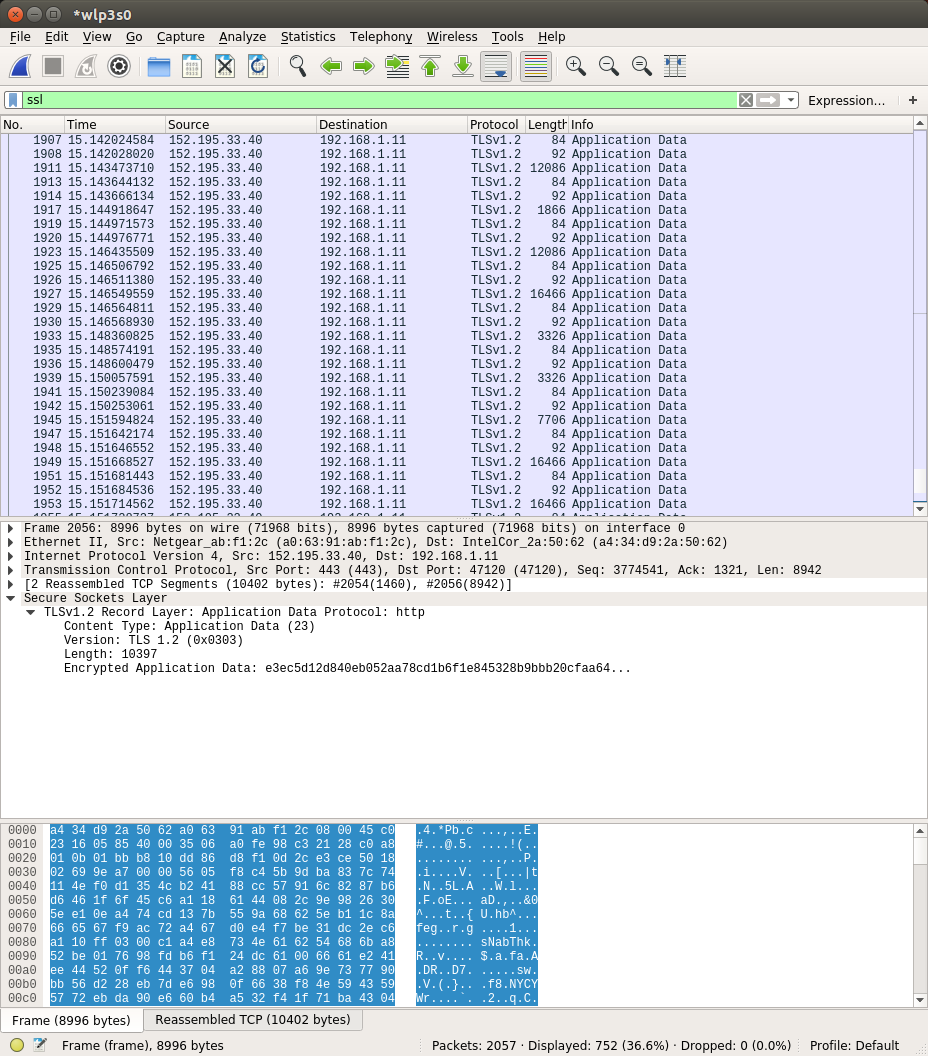 *wlp3s0
File Edit View Go Capture Analyze Statistics Telephony Wireless Tools Help
ssl Expression... +
No. Time Source Destination Protocol Length Info
1907 15.142024584 152.195.33.40 192.168.1.11 TLSv1.2 84 Application Data
1908 15.142028020 152.195.33.40 192.168.1.11 TLSv1.2 92 Application Data
1911 15.143473710 152.195.33.40 192.168.1.11 TLSv1.2 12086 Application Data
1913 15.143644132 152.195.33.40 192.168.1.11 TLSv1.2 84 Application Data
1914 15.143666134 152.195.33.40 192.168.1.11 TLSv1.2 92 Application Data
1917 15.144918647 152.195.33.40 192.168.1.11 TLSv1.2 1866 Application Data
1919 15.144971573 152.195.33.40 192.168.1.11 TLSv1.2 84 Application Data
1920 15.144976771 152.195.33.40 192.168.1.11 TLSv1.2 92 Application Data
1923 15.146435509 152.195.33.40 192.168.1.11 TLSv1.2 12086 Application Data
1925 15.146506792 152.195.33.40 192.168.1.11 TLSv1.2 84 Application Data
1926 15.146511380 152.195.33.40 192.168.1.11 TLSv1.2 92 Application Data
1927 15.146549559 152.195.33.40 192.168.1.11 TLSv1.2 16466 Application Data
1929 15.146564811 152.195.33.40 192.168.1.11 TLSv1.2 84 Application Data
1930 15.146568930 152.195.33.40 192.168.1.11 TLSv1.2 92 Application Data
1933 15.148360825 152.195.33.40 192.168.1.11 TLSv1.2 3326 Application Data
1935 15.148574191 152.195.33.40 192.168.1.11 TLSv1.2 84 Application Data
1936 15.148600479 152.195.33.40 192.168.1.11 TLSv1.2 92 Application Data
1939 15.150057591 152.195.33.40 192.168.1.11 TLSv1.2 3326 Application Data
1941 15.150239084 152.195.33.40 192.168.1.11 TLSv1.2 84 Application Data
1942 15.150253061 152.195.33.40 192.168.1.11 TLSv1.2 92 Application Data
1945 15.151594824 152.195.33.40 192.168.1.11 TLSv1.2 7706 Application Data
1947 15.151642174 152.195.33.40 192.168.1.11 TLSv1.2 84 Application Data
1948 15.151646552 152.195.33.40 192.168.1.11 TLSv1.2 92 Application Data
1949 15.151668527 152.195.33.40 192.168.1.11 TLSv1.2 16466 Application Data
1951 15.151681443 152.195.33.40 192.168.1.11 TLSv1.2 84 Application Data
1952 15.151684536 152.195.33.40 192.168.1.11 TLSv1.2 92 Application Data
1953 15.151714562 152.195.33.40 192.168.1.11 TLSv1.2 16466 Application Data
Frame 2056: 8996 bytes on wire (71968 bits), 8996 bytes captured (71968 bits) on interface 0
Ethernet II, Src: Netgear_ab:f1:2c (a0:63:91:ab:f1:2c), Dst: IntelCor_2a:50:62 (a4:34:d9:2a:50:62)
Internet Protocol Version 4, Src: 152.195.33.40, Dst: 192.168.1.11
Transmission Control Protocol, Src Port: 443 (443), Dst Port: 47120 (47120), Seq: 3774541, Ack: 1321, Len: 8942
[2 Reassembled TCP Segments (10402 bytes): #2054(1460), #2056(8942)]
Secure Sockets Layer
TLSv1.2 Record Layer: Application Data Protocol: http
Content Type: Application Data (23)
Version: TLS 1.2 (0x0303)
Length: 10397
Encrypted Application Data: e3ec5d12d840eb052aa78cd1b6f1e845328b9bbb20cfaa64...
0000 a4 34 d9 2a 50 62 a0 63 91 ab f1 2c 08 00 45 c0 .4.*Pb.c ...,..E.
0010 23 16 05 85 40 00 35 06 a0 fe 98 c3 21 28 c0 a8 #...@.5. ....!(..
0020 01 0b 01 bb b8 10 dd 86 d8 f1 0d 2c e3 ce 50 18 ........ ...,..P.
0030 02 69 9e a7 00 00 56 05 f8 c4 5b 9d ba 83 7c 74 .i....V. ..[...|t
0040 11 4e f0 d1 35 4c b2 41 88 cc 57 91 6c 82 87 b6 .N..5L.A ..W.l...
0050 d6 46 1f 6f 45 c6 a1 18 61 44 08 2c 9e 98 26 30 .F.oE... aD.,..&0
0060 5e e1 0e a4 74 cd 13 7b 55 9a 68 62 5e b1 1c 8a ^...t..{ U.hb^...
0070 66 65 67 f9 ac 72 a4 67 d0 e4 f7 be 31 dc 2e c6 feg..r.g ....1...
0080 a1 10 ff 03 00 c1 a4 e8 73 4e 61 62 54 68 6b a8 ........ sNabThk.
0090 52 be 01 76 98 fd b6 f1 24 dc 61 00 66 61 e2 41 R..v.... $.a.fa.A
00a0 ee 44 52 0f f6 44 37 04 a2 88 07 a6 9e 73 77 90 .DR..D7. .....sw.
00b0 bb 56 d2 28 eb 7d e6 98 0f 66 38 f8 4e 59 43 59 .V.(.}.. .f8.NYCY
00c0 57 72 eb da 90 e6 60 b4 a5 32 f4 1f 71 ba 43 04 Wr....`. .2..q.C.
Frame (8996 bytes) Reassembled TCP (10402 bytes)
Frame (frame), 8996 bytes Packets: 2057 · Displayed: 752 (36.6%) · Dropped: 0 (0.0%) Profile: Default